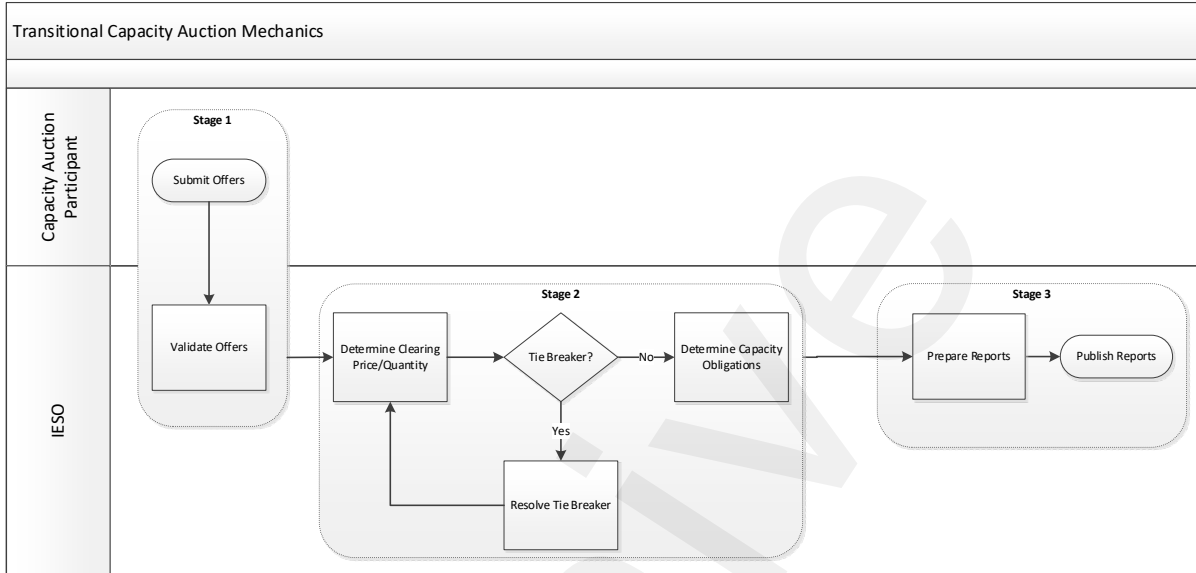 Transitional Capacity Auction Mechanics
Capacity Auction
Participant
Stage 1
Submit Offers
IESO
Validate Offers
Stage 2
Determine Clearing
Price/Quantity
Tie Breaker?
No
Determine Capacity
Obligations
Yes
Resolve Tie Breaker
Stage 3
Prepare Reports
Publish Reports
ive